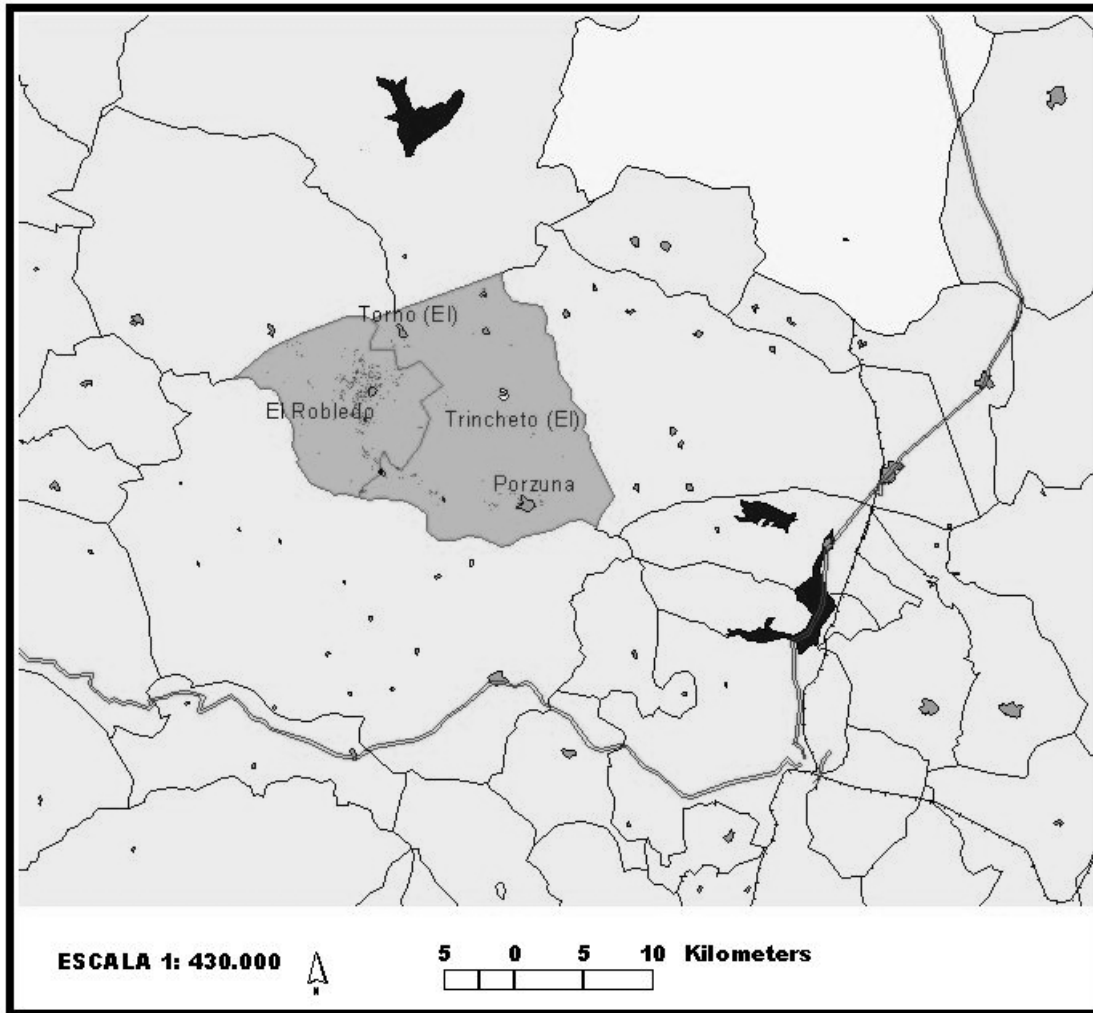 Torno (El)
El Robledo
Trincheto (El)
Porzuna
ESCALA 1: 430.000
N
5 0 5 10 Kilometers